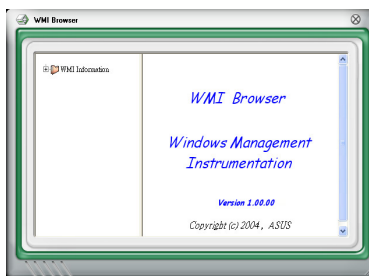 WMI Browser
WMI Information
WMI Browser
Windows Management
Instrumentation
Version 1.00.00
Copyright (c) 2004, ASUS